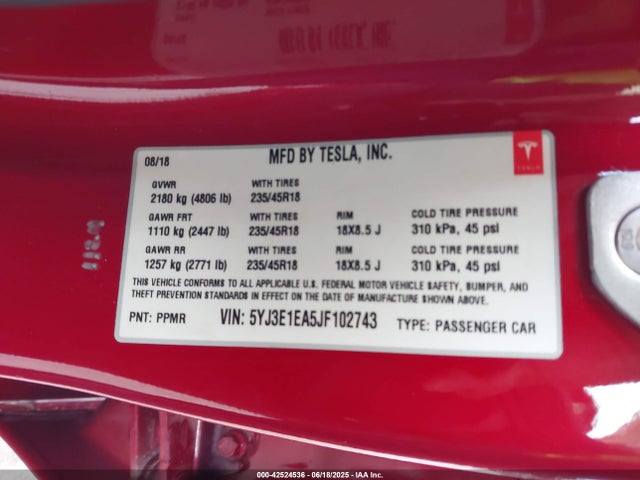 08/18 MFD BY TESLA, INC.
TESLA
GVWR WITH TIRES
2180 kg (4806 lb) 235/45R18
GAWR FRT WITH TIRES RIM COLD TIRE PRESSURE
1110 kg (2447 lb) 235/45R18 18X8.5 J 310 kPa, 45 psi
GAWR RR WITH TIRES RIM COLD TIRE PRESSURE
1257 kg (2771 lb) 235/45R18 18X8.5 J 310 kPa, 45 psi
THIS VEHICLE CONFORMS TO ALL APPLICABLE U.S. FEDERAL MOTOR VEHICLE SAFETY, BUMPER, AND
THEFT PREVENTION STANDARDS IN EFFECT ON THE DATE OF MANUFACTURE SHOWN ABOVE.
PNT: PPMR VIN: 5YJ3E1EA5JF102743 TYPE: PASSENGER CAR
000-42524536 - 06/18/2025 - IAA Inc.